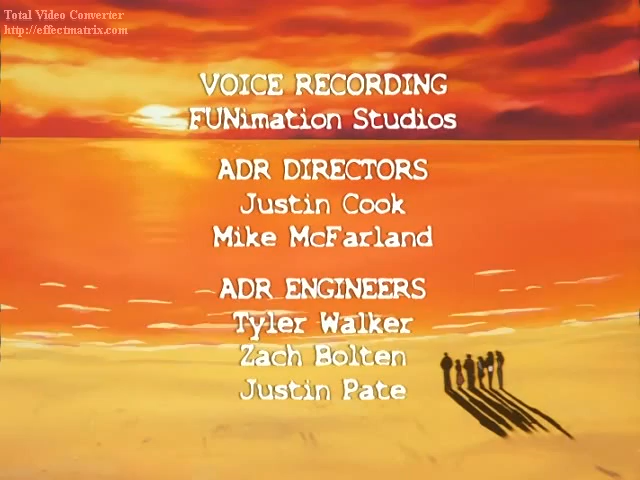 Total Video Converter
http://effectmatrix.com
VOICE RECORDING
FUNimation Studios
ADR DIRECTORS
Justin Cook
Mike McFarland
ADR ENGINEERS
Tyler Walker
Zach Bolten
Justin Pate